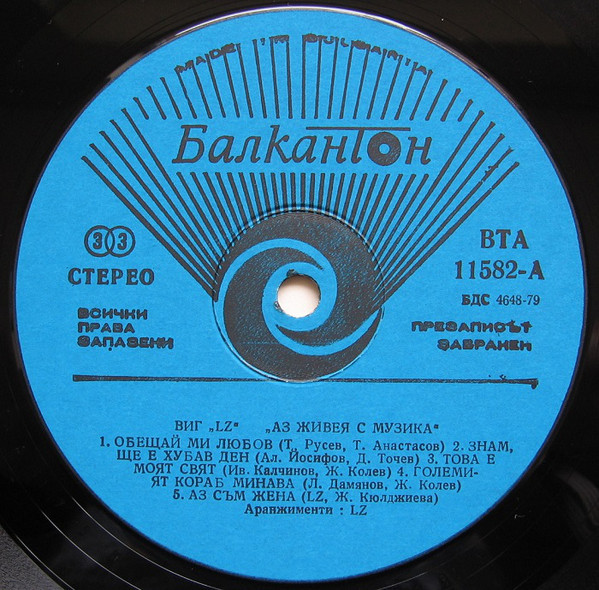 MADE IN BULGARIA
Балкантон
33
СТЕРЕО
ВТА
11582-А
БДС 4648-79
ВСИЧКИ
ПРАВА
ЗАПАЗЕНИ
ПРЕЗАПИСЪТ
ЗАБРАНЕН
ВИГ „LZ“ „АЗ ЖИВЕЯ С МУЗИКА“
1. ОБЕЩАЙ МИ ЛЮБОВ (Т. Русев, Т. Анастасов) 2. ЗНАМ,
ЩЕ Е ХУБАВ ДЕН (Ал. Йосифов, Д. Точев) 3. ТОВА Е
МОЯТ СВЯТ (Ив. Калчинов, Ж. Колев) 4. ГОЛЕМИ-
ЯТ КОРАБ МИНАВА (Л. Дамянов, Ж. Колев)
5. АЗ СЪМ ЖЕНА (LZ, Ж. Кюлджиева)
Аранжименти : LZ